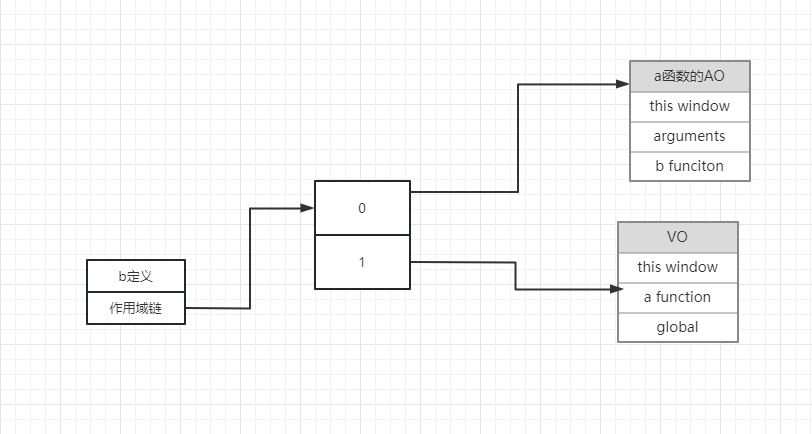 b定义
作用域链
0
1
a函数的AO
this window
arguments
b funciton
VO
this window
a function
global